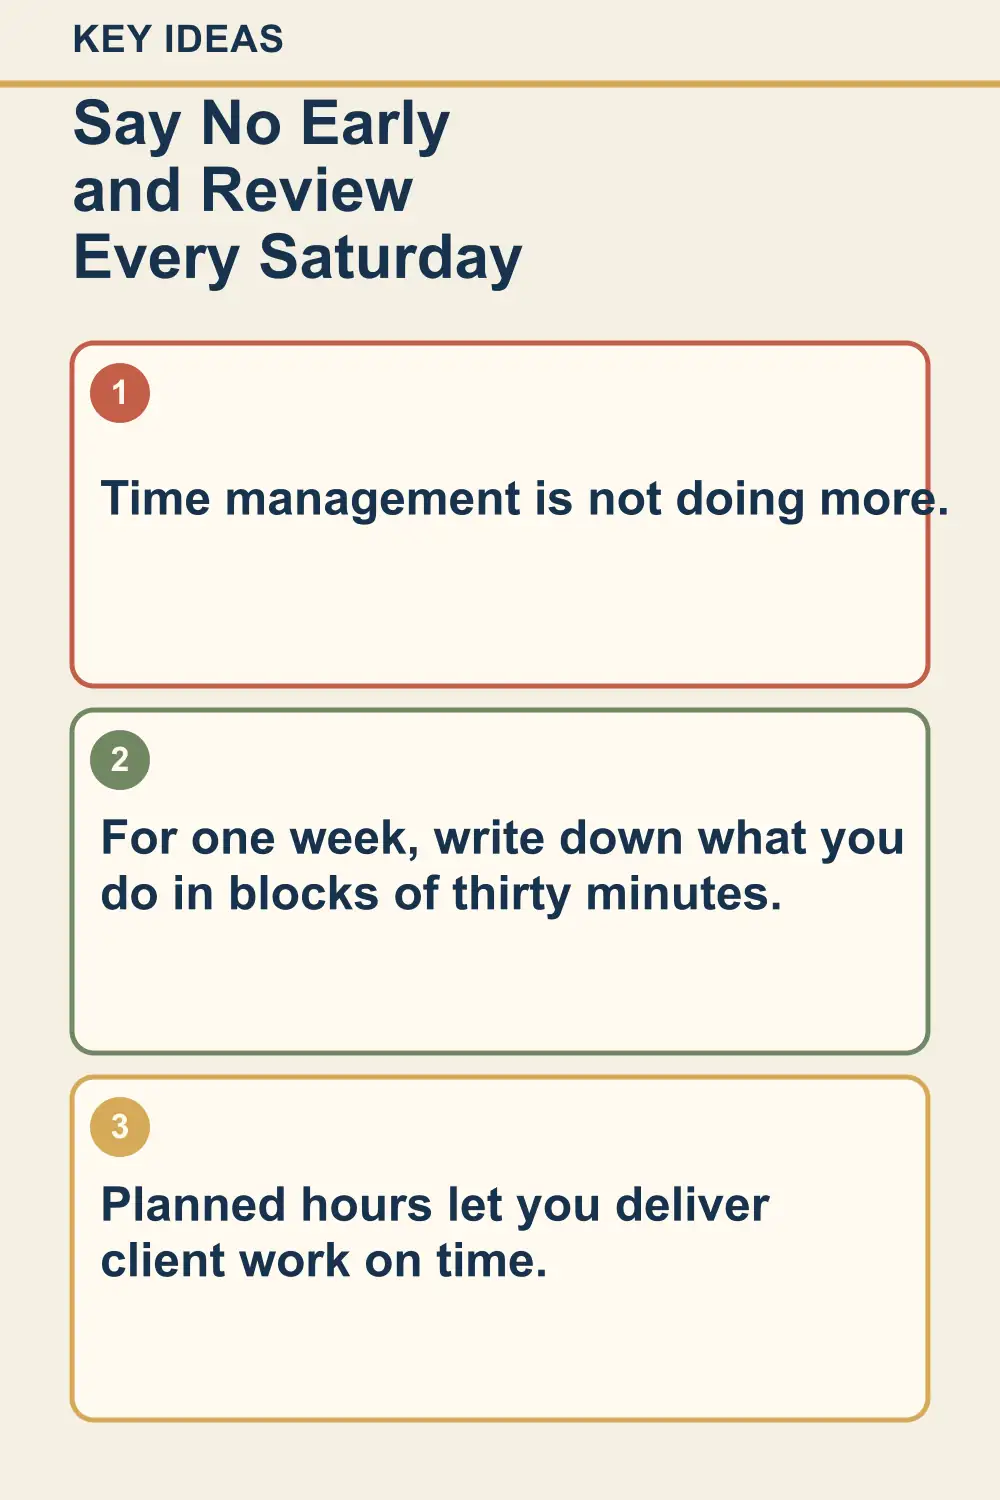 KEY IDEAS
Say No Early
and Review
Every Saturday
1
Time management is not doing more.
2
For one week, write down what you
do in blocks of thirty minutes.
3
Planned hours let you deliver
client work on time.